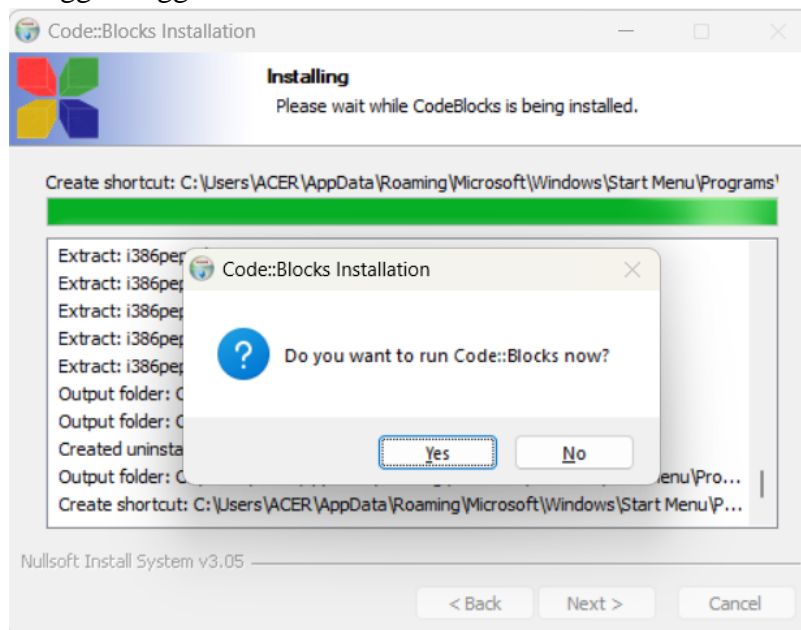 Code::Blocks Installation
Installing
Please wait while CodeBlocks is being installed.
Create shortcut: C:\Users\ACER\AppData\Roaming\Microsoft\Windows\Start Menu\Programs\
Extract: i386pep
Extract: i386pep
Extract: i386pep
Extract: i386pep
Extract: i386pep
Output folder: C
Output folder: C
Created uninsta
Output folder: C enu\Pro...
Create shortcut: C:\Users\ACER\AppData\Roaming\Microsoft\Windows\Start Menu\P...
Code::Blocks Installation
Do you want to run Code::Blocks now?
Yes No
Nullsoft Install System v3.05
< Back Next > Cancel